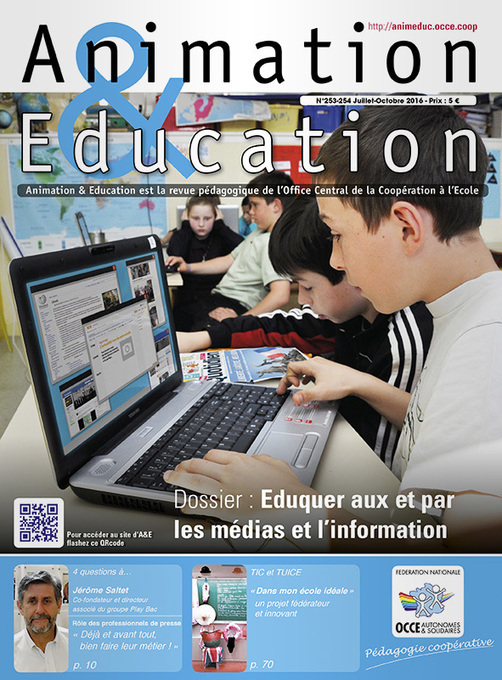 http://animeduc.occe.coop
Animation
&
N°253-254 Juillet-Octobre 2016 - Prix : 5 €
Education
Animation & Education est la revue pédagogique de l'Office Central de la Coopération à l'Ecole
Quotidien
Dossier : Eduquer aux et par
les médias et l'information
Pour accéder au site d'A&E
flashez ce QRcode
4 questions à...
Jérôme Saltet
Co-fondateur et directeur
associé du groupe Play Bac
Rôle des professionnels de presse
« Déjà et avant tout,
bien faire leur métier ! »
p. 10
TIC et TUICE
« Dans mon école idéale »
un projet fédérateur
et innovant
p. 70
FEDERATION NATIONALE
OCCE AUTONOMES
& SOLIDAIRES
Pédagogie coopérative